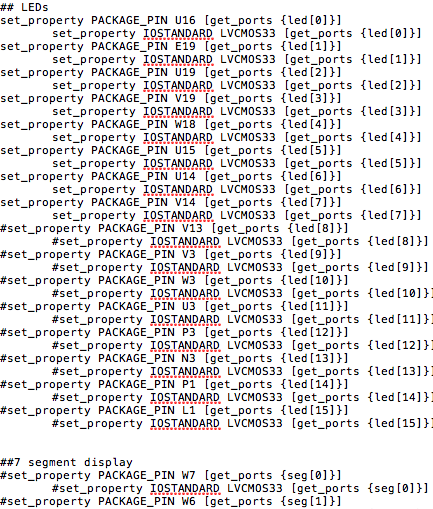 ## LEDs
set_property PACKAGE_PIN U16 [get_ports {led[0]}]
set_property IOSTANDARD LVCMOS33 [get_ports {led[0]}]
set_property PACKAGE_PIN E19 [get_ports {led[1]}]
set_property IOSTANDARD LVCMOS33 [get_ports {led[1]}]
set_property PACKAGE_PIN U19 [get_ports {led[2]}]
set_property IOSTANDARD LVCMOS33 [get_ports {led[2]}]
set_property PACKAGE_PIN V19 [get_ports {led[3]}]
set_property IOSTANDARD LVCMOS33 [get_ports {led[3]}]
set_property PACKAGE_PIN W18 [get_ports {led[4]}]
set_property IOSTANDARD LVCMOS33 [get_ports {led[4]}]
set_property PACKAGE_PIN U15 [get_ports {led[5]}]
set_property IOSTANDARD LVCMOS33 [get_ports {led[5]}]
set_property PACKAGE_PIN U14 [get_ports {led[6]}]
set_property IOSTANDARD LVCMOS33 [get_ports {led[6]}]
set_property PACKAGE_PIN V14 [get_ports {led[7]}]
set_property IOSTANDARD LVCMOS33 [get_ports {led[7]}]
#set_property PACKAGE_PIN V13 [get_ports {led[8]}]
#set_property IOSTANDARD LVCMOS33 [get_ports {led[8]}]
#set_property PACKAGE_PIN V3 [get_ports {led[9]}]
#set_property IOSTANDARD LVCMOS33 [get_ports {led[9]}]
#set_property PACKAGE_PIN W3 [get_ports {led[10]}]
#set_property IOSTANDARD LVCMOS33 [get_ports {led[10]}]
#set_property PACKAGE_PIN U3 [get_ports {led[11]}]
#set_property IOSTANDARD LVCMOS33 [get_ports {led[11]}]
#set_property PACKAGE_PIN P3 [get_ports {led[12]}]
#set_property IOSTANDARD LVCMOS33 [get_ports {led[12]}]
#set_property PACKAGE_PIN N3 [get_ports {led[13]}]
#set_property IOSTANDARD LVCMOS33 [get_ports {led[13]}]
#set_property PACKAGE_PIN P1 [get_ports {led[14]}]
#set_property IOSTANDARD LVCMOS33 [get_ports {led[14]}]
#set_property PACKAGE_PIN L1 [get_ports {led[15]}]
#set_property IOSTANDARD LVCMOS33 [get_ports {led[15]}]
##7 segment display
#set_property PACKAGE_PIN W7 [get_ports {seg[0]}]
#set_property IOSTANDARD LVCMOS33 [get_ports {seg[0]}]
#set_property PACKAGE_PIN W6 [get_ports {seg[1]}]